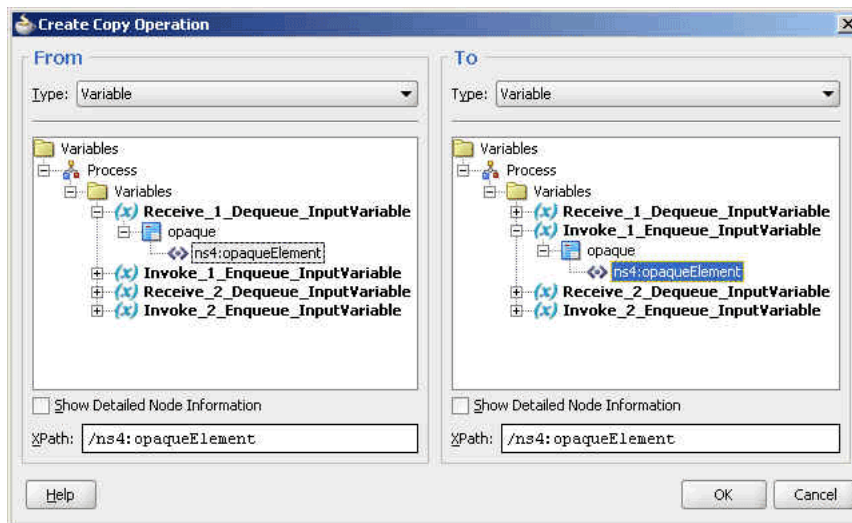 Create Copy Operation
From
Type: Variable
Variables
Process
Variables
(x) Receive_1_Dequeue_InputVariable
opaque
ns4:opaqueElement
(x) Invoke_1_Enqueue_InputVariable
(x) Receive_2_Dequeue_InputVariable
(x) Invoke_2_Enqueue_InputVariable
Show Detailed Node Information
XPath: /ns4:opaqueElement
To
Type: Variable
Variables
Process
Variables
(x) Receive_1_Dequeue_InputVariable
(x) Invoke_1_Enqueue_InputVariable
opaque
ns4:opaqueElement
(x) Receive_2_Dequeue_InputVariable
(x) Invoke_2_Enqueue_InputVariable
Show Detailed Node Information
XPath: /ns4:opaqueElement
Help
OK
Cancel